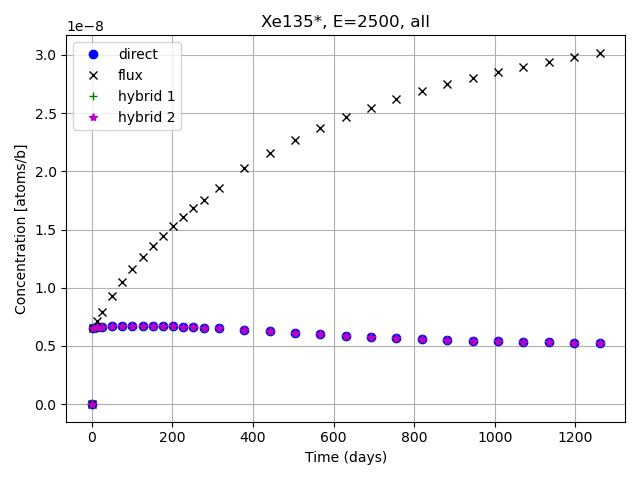 Xe135*, E=2500, all
1e−8
direct
flux
hybrid 1
hybrid 2
3.0
2.5
2.0
1.5
1.0
0.5
0.0
Concentration [atoms/b]
0 200 400 600 800 1000 1200
Time (days)